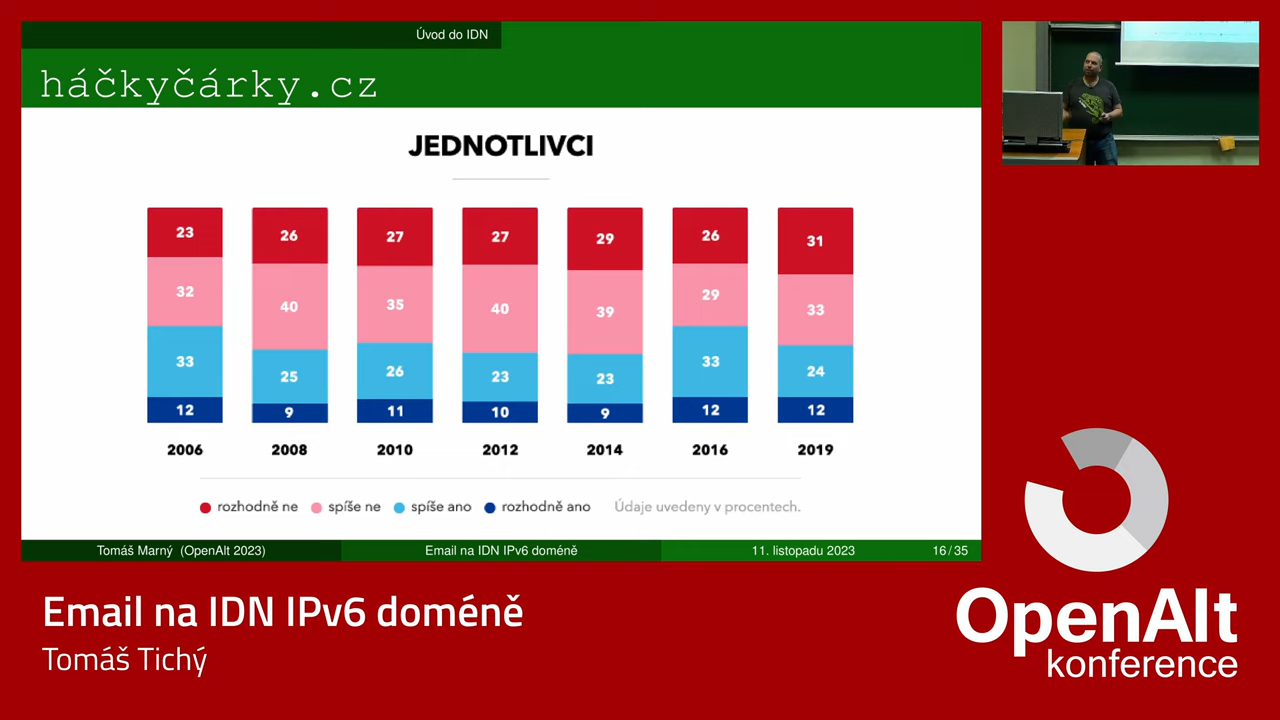 Úvod do IDN
háčkyčárky.cz
JEDNOTLIVCI
23 26 27 27 29 26 31
32 40 35 40 39 29 33
33 25 26 23 23 33 24
12 9 11 10 9 12 12
2006 2008 2010 2012 2014 2016 2019
rozhodně ne spíše ne spíše ano rozhodně ano Údaje uvedeny v procentech.
Tomáš Marný (OpenAlt 2023) Email na IDN IPv6 doméně 11. listopadu 2023 16/35
Email na IDN IPv6 doméně
Tomáš Tichý
OpenAlt
konference